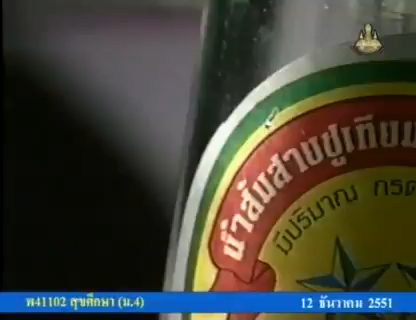 น้ำส้มสายชูเทียม
มีปริมาณ กรด
พ41102 สุขศึกษา (ม.4)
12 ธันวาคม 2551